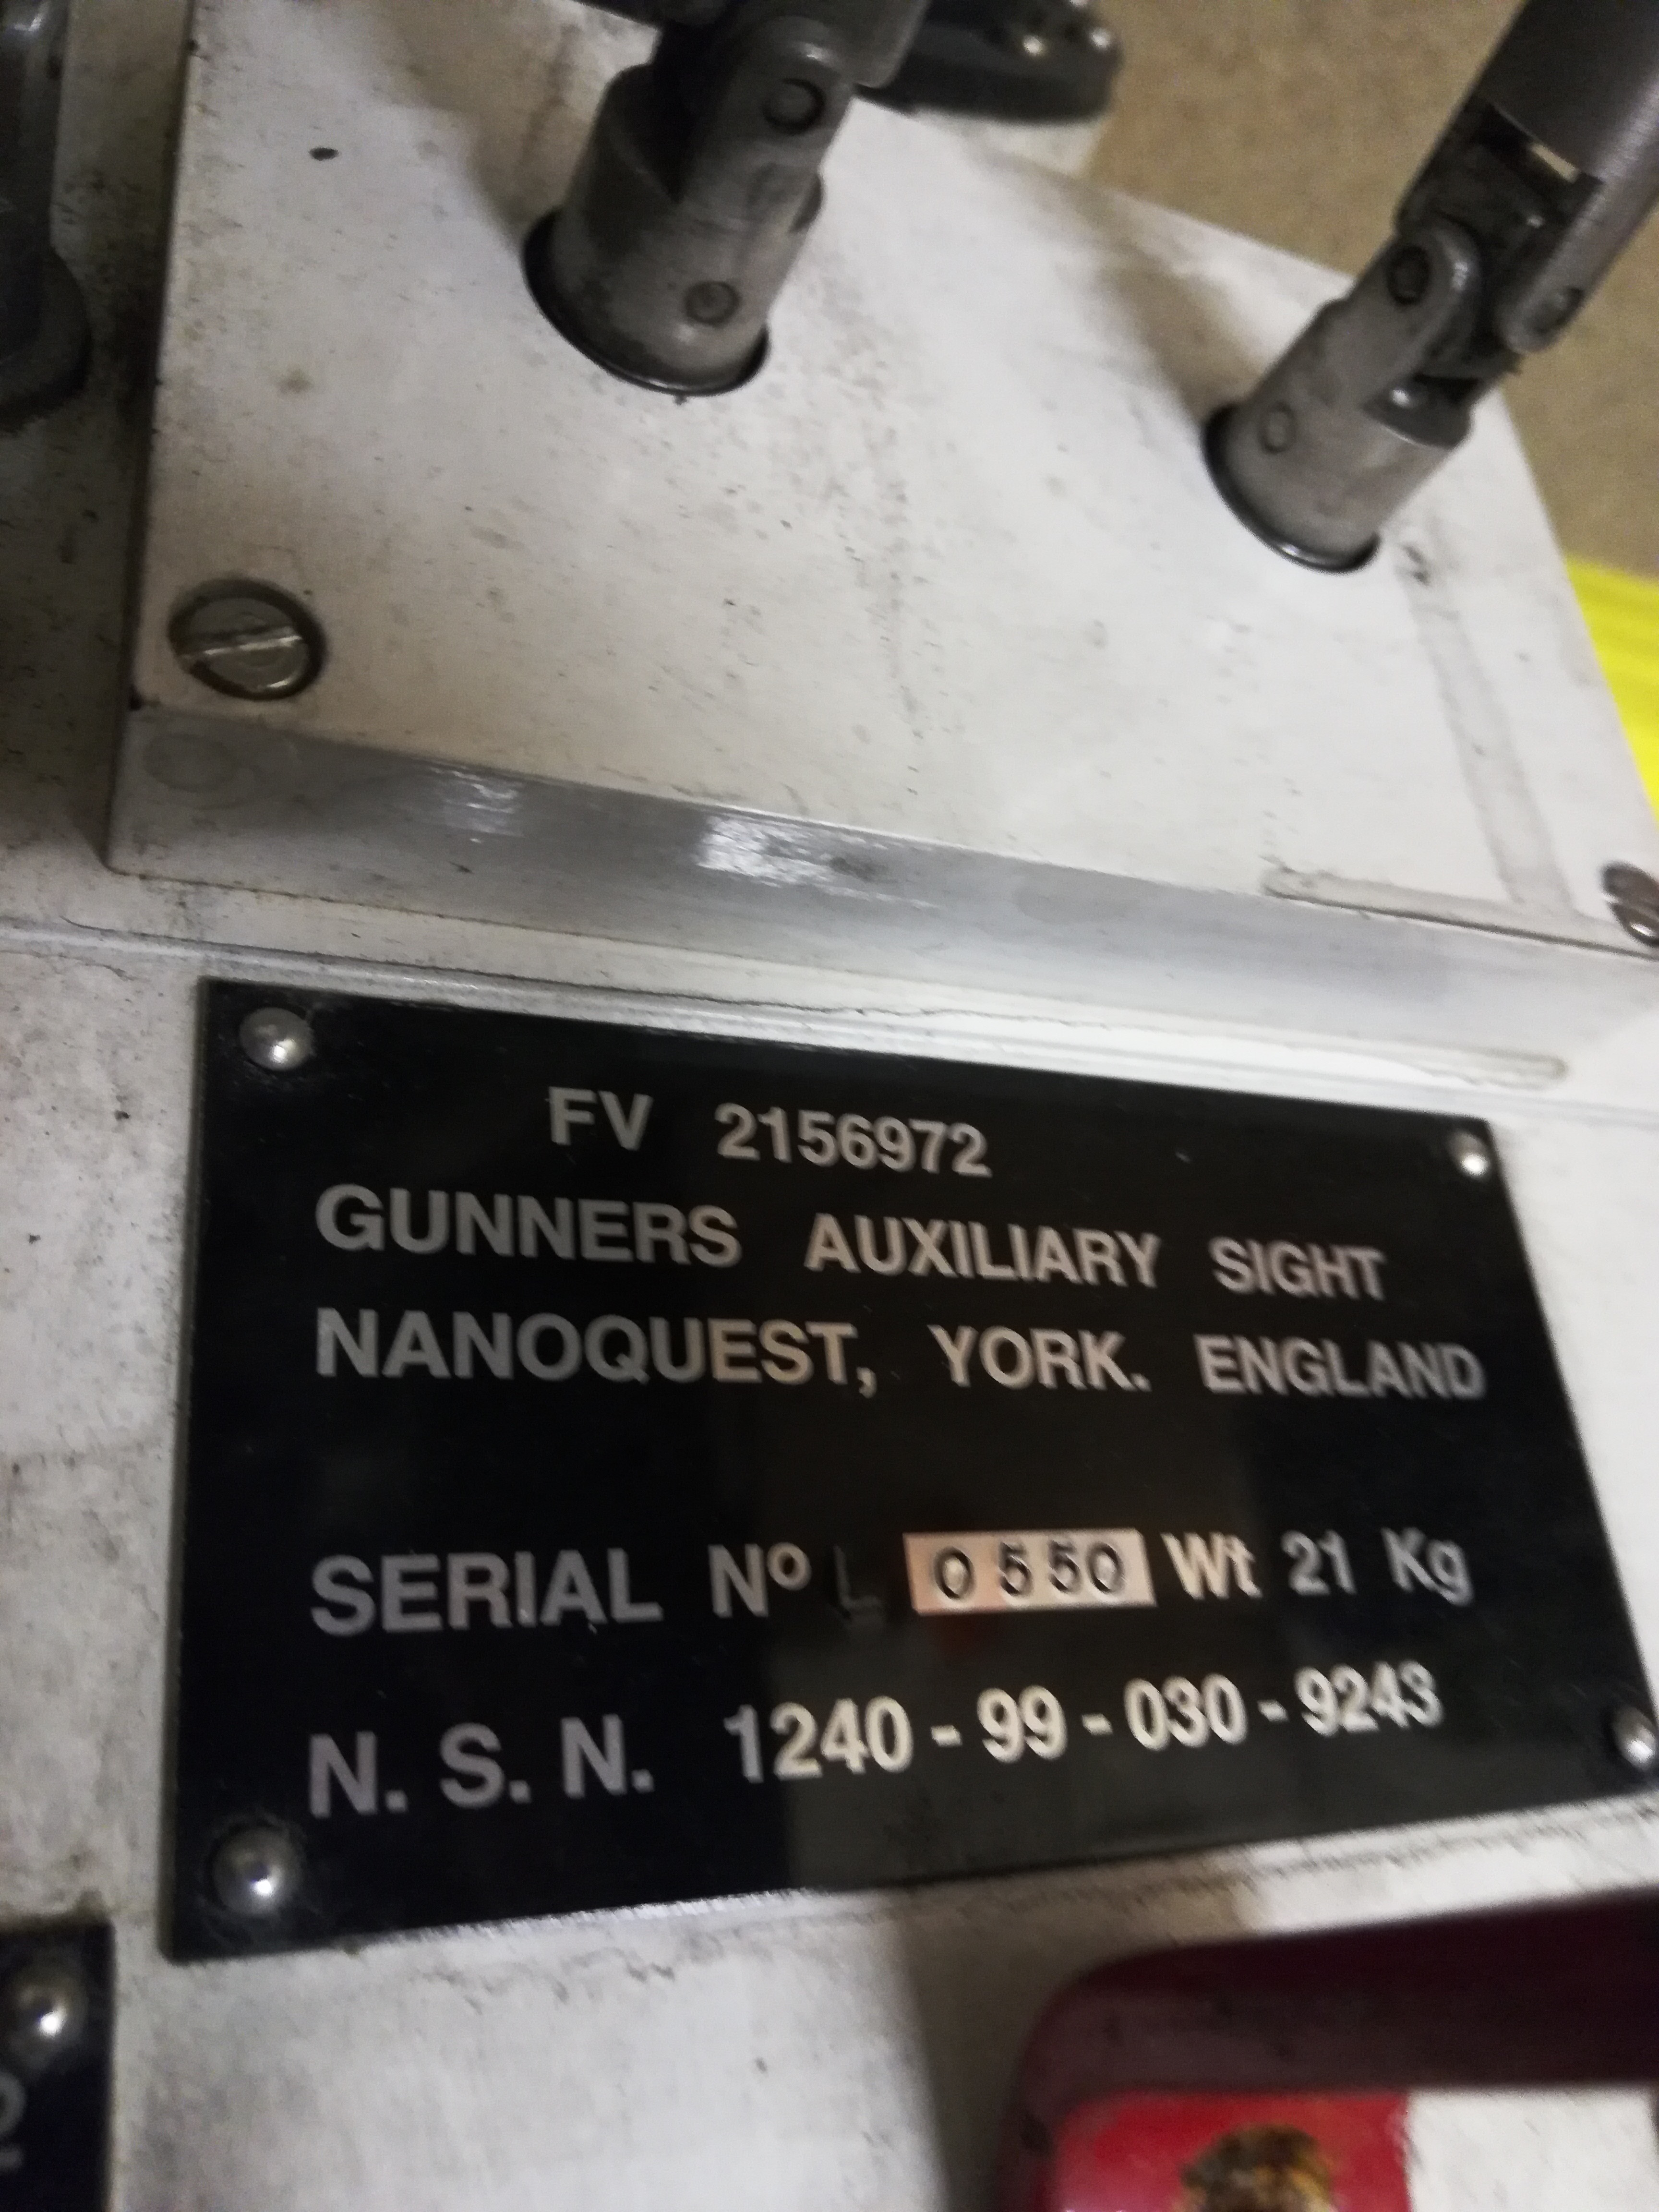 FV 2156972
GUNNERS AUXILIARY SIGHT
NANOQUEST, YORK. ENGLAND
SERIAL Nº L 0550 Wt 21 Kg
N. S. N. 1240-99-030-9243